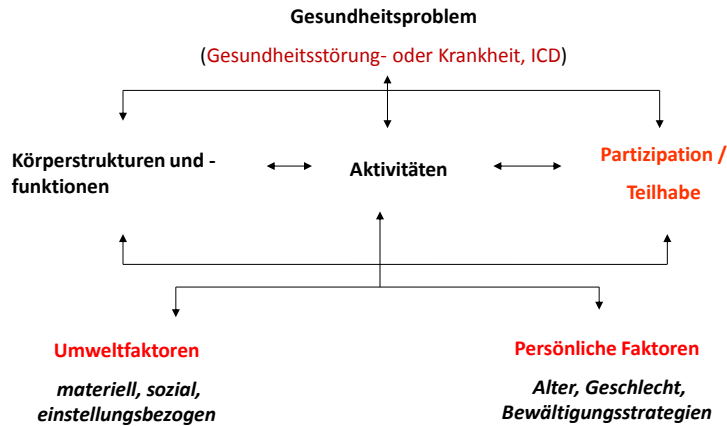 Gesundheitsproblem
(Gesundheitsstörung- oder Krankheit, ICD)
Körperstrukturen und -
funktionen
Aktivitäten
Partizipation /
Teilhabe
Umweltfaktoren
materiell, sozial,
einstellungsbezogen
Persönliche Faktoren
Alter, Geschlecht,
Bewältigungsstrategien